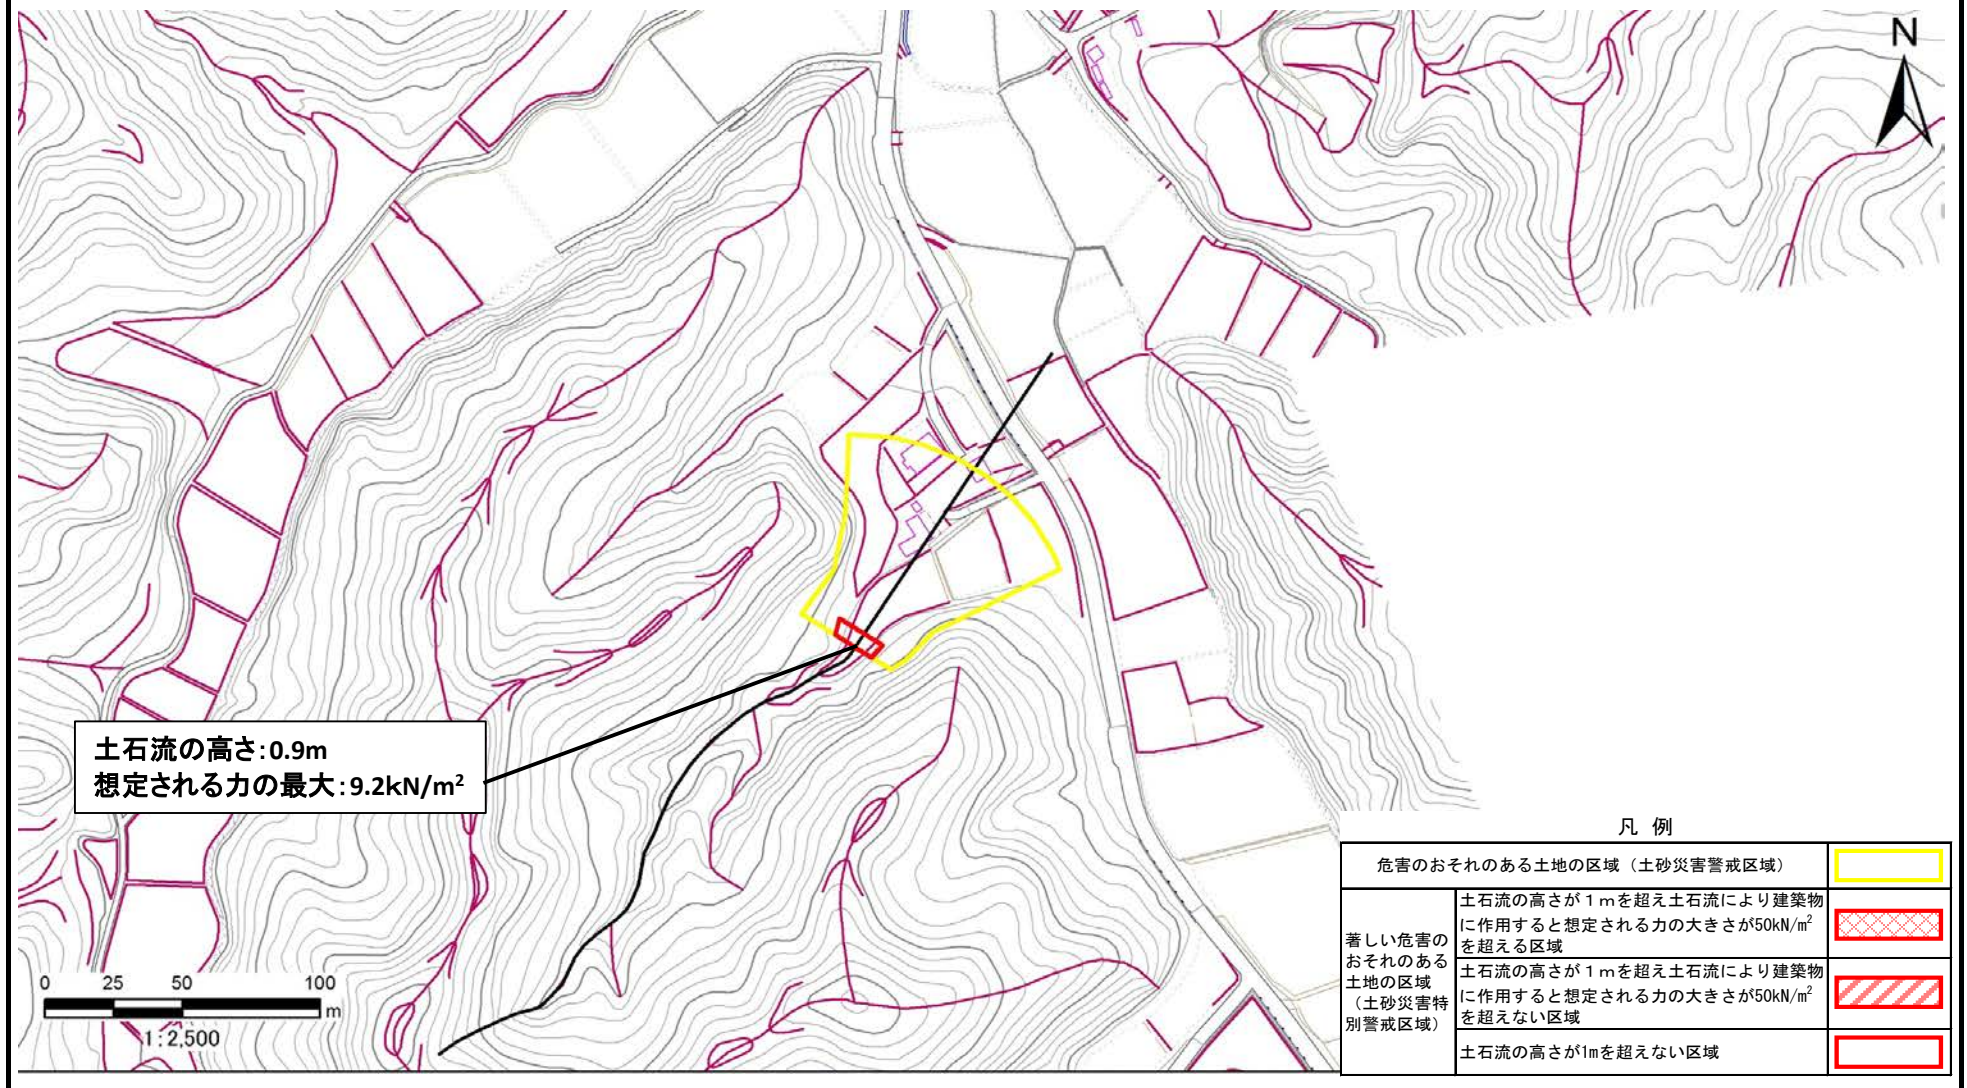 N
土石流の高さ:0.9m
想定される力の最大:9.2kN/m²
0 25 50 100
m
1:2,500
凡 例
危害のおそれのある土地の区域（土砂災害警戒区域）
著しい危害の
おそれのある
土地の区域
（土砂災害特
別警戒区域）
土石流の高さが１ｍを超え土石流により建築物
に作用すると想定される力の大きさが50kN/m²
を超える区域
土石流の高さが１ｍを超え土石流により建築物
に作用すると想定される力の大きさが50kN/m²
を超えない区域
土石流の高さが1mを超えない区域